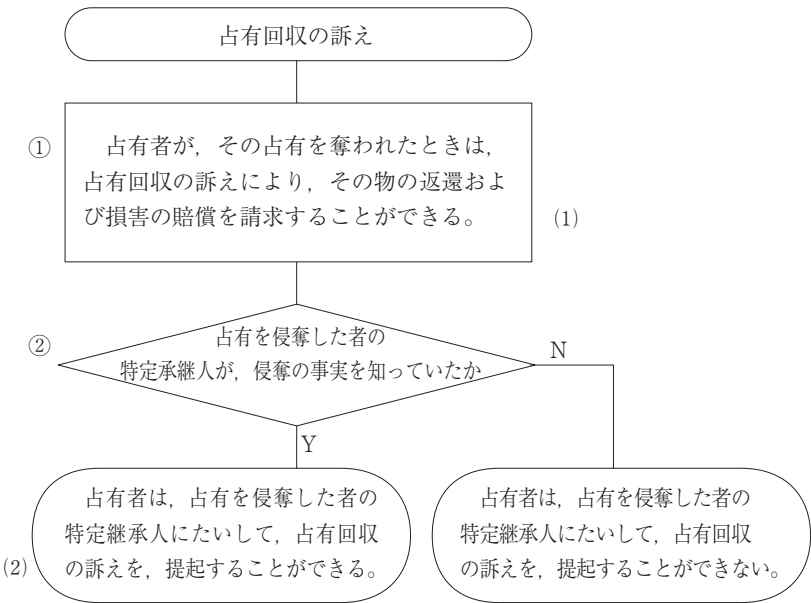 占有回収の訴え
①
占有者が，その占有を奪われたときは，
占有回収の訴えにより，その物の返還およ
び損害の賠償を請求することができる。
(1)
②
占有を侵奪した者の
特定承継人が，侵奪の事実を知っていたか
N
Y
占有者は，占有を侵奪した者の
特定継承人にたいして，占有回収
の訴えを，提起することができる。
(2)
占有者は，占有を侵奪した者の
特定継承人にたいして，占有回収
の訴えを，提起することができない。